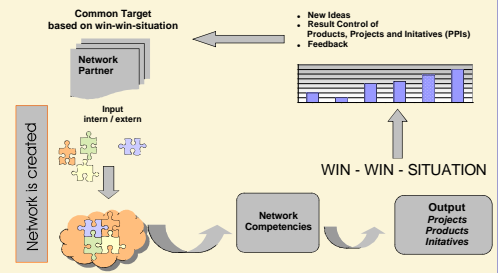 Common Target
based on win-win-situation
New Ideas
Result Control of
Products, Projects and Initatives (PPIs)
Feedback
Network
Partner
Input
intern / extern
Network is created
WIN - WIN - SITUATION
Network
Competencies
Output
Projects
Products
Initatives